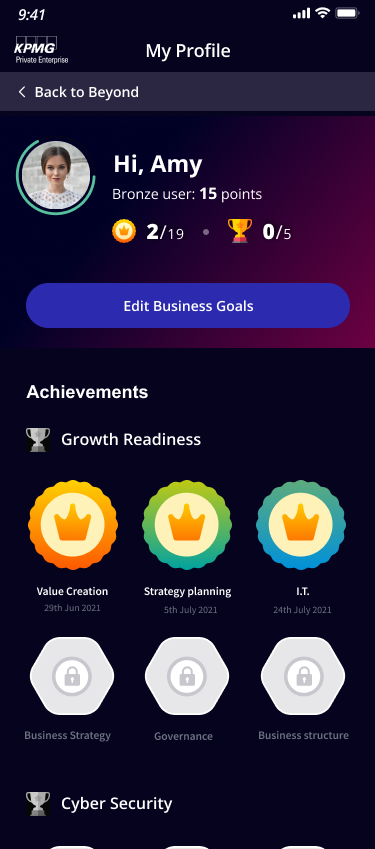 9:41
KPMG
Private Enterprise
My Profile
Back to Beyond
Hi, Amy
Bronze user: 15 points
2/19 • 0/5
Edit Business Goals
Achievements
Growth Readiness
Value Creation Strategy planning I.T.
29th Jun 2021 5th July 2021 24th July 2021
Business Strategy Governance Business structure
Cyber Security